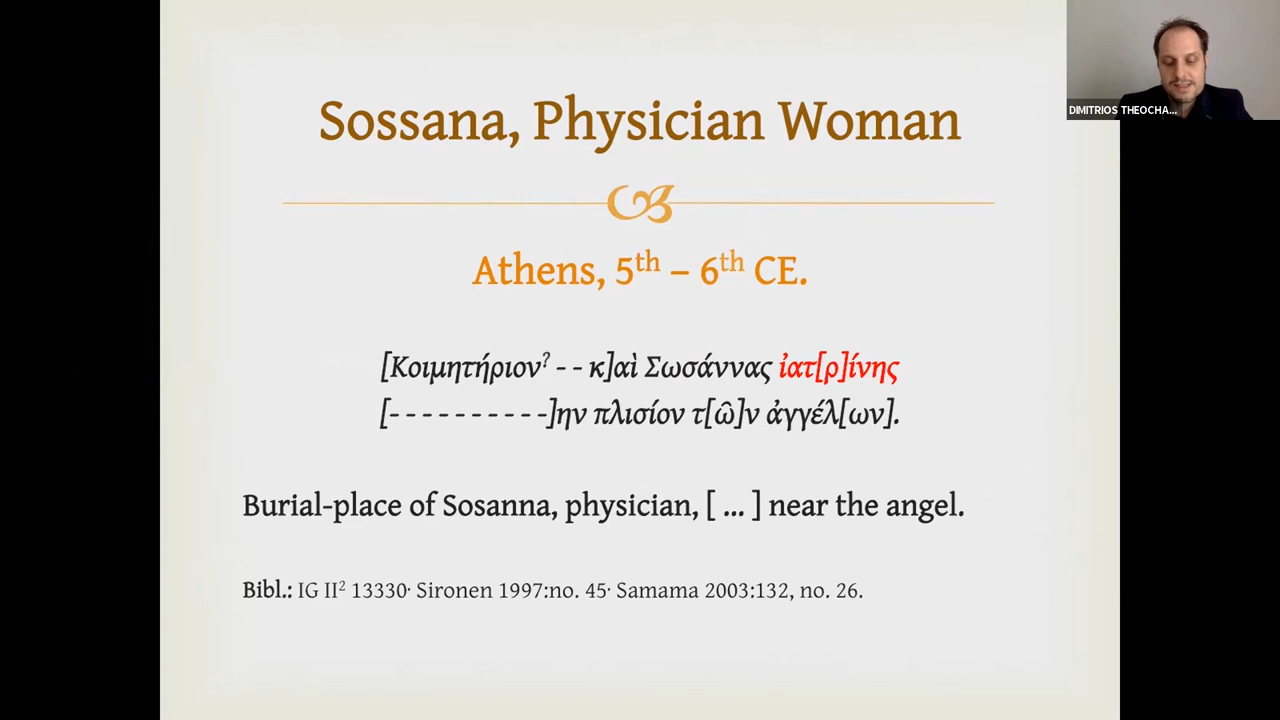 Sossana, Physician Woman
DIMITRIOS THEOCHA...
Athens, 5th – 6th CE.
[Κοιμητήριον? - - κ]αὶ Σωσάννας ἰατ[ρ]ίνης
[- - - - - - - - - -]ην πλισίον τ[ῶ]ν ἀγγέλ[ων].
Burial-place of Sosanna, physician, [ ... ] near the angel.
Bibl.: IG II² 13330· Sironen 1997:no. 45· Samama 2003:132, no. 26.